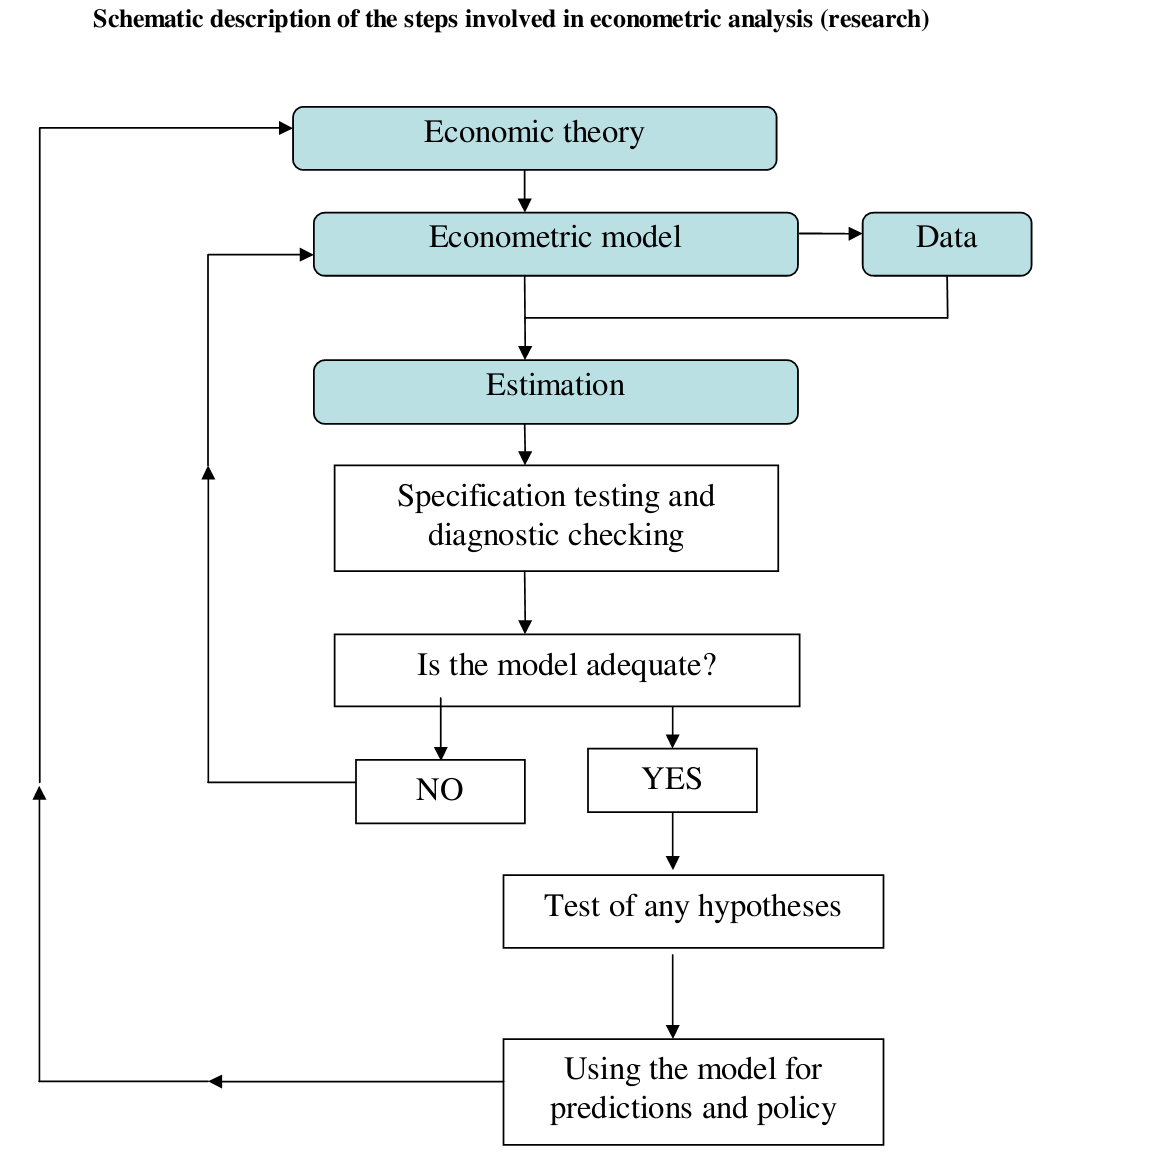 Schematic description of the steps involved in econometric analysis (research)
Economic theory
Econometric model
Data
Estimation
Specification testing and
diagnostic checking
Is the model adequate?
NO
YES
Test of any hypotheses
Using the model for
predictions and policy